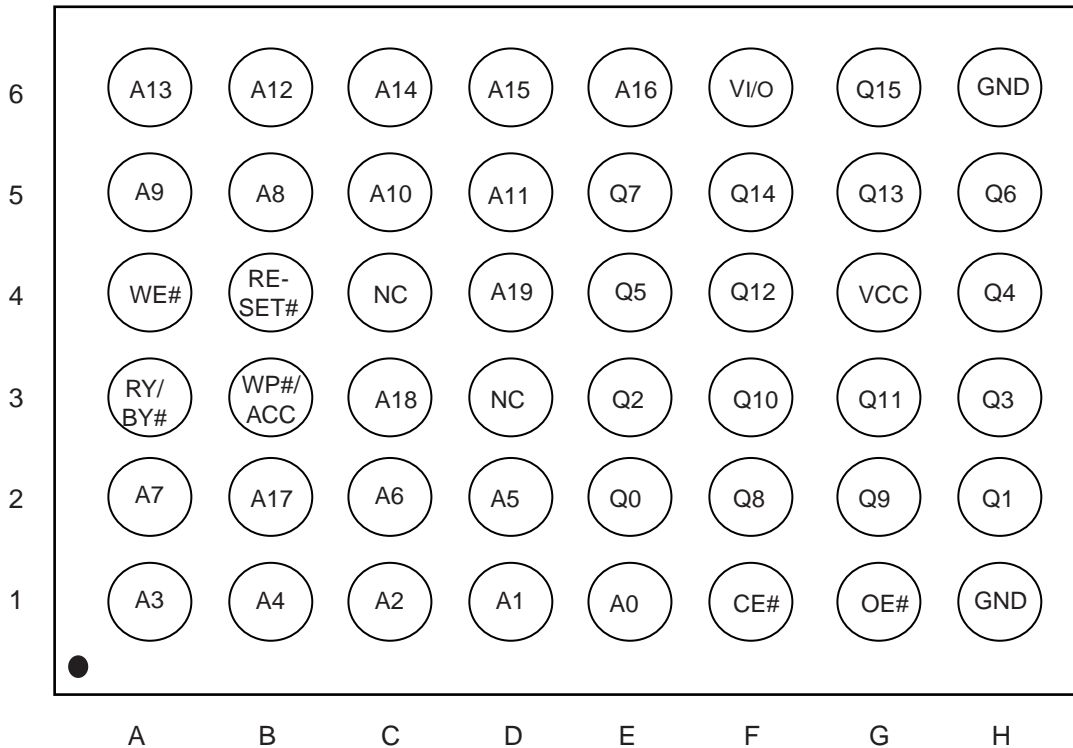 6 A13 A12 A14 A15 A16 VI/O Q15 GND
5 A9 A8 A10 A11 Q7 Q14 Q13 Q6
4 WE# RE-
SET# NC A19 Q5 Q12 VCC Q4
3 RY/
BY# WP#/
ACC A18 NC Q2 Q10 Q11 Q3
2 A7 A17 A6 A5 Q0 Q8 Q9 Q1
1 A3 A4 A2 A1 A0 CE# OE# GND
A B C D E F G H